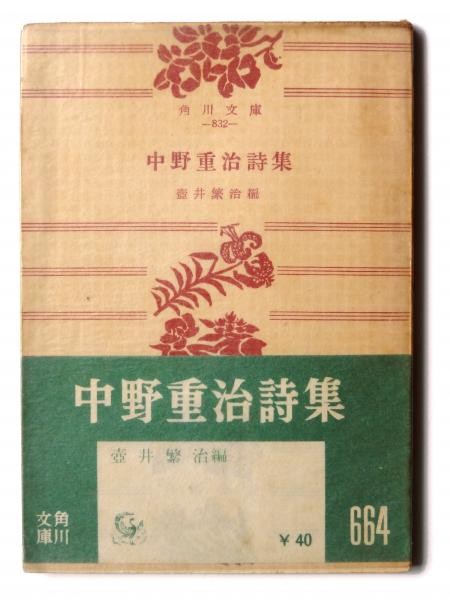 角川文庫
—832—
中野重治詩集
壺井繁治編
中野重治詩集
壺井繁治編
角川
文庫
¥40
664